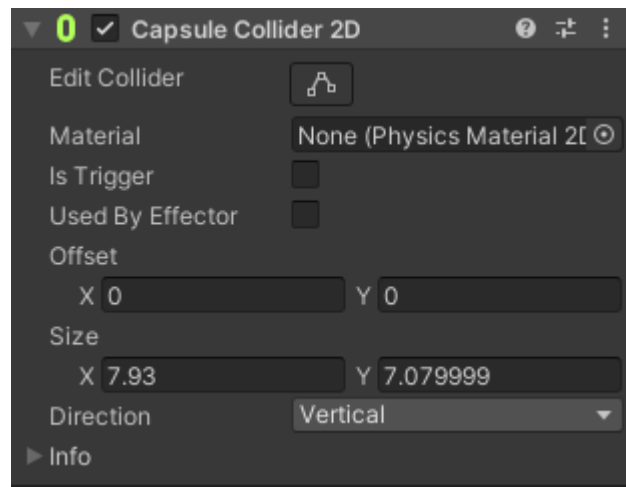 Capsule Collider 2D
Edit Collider
Material None (Physics Material 2D
Is Trigger
Used By Effector
Offset
X 0 Y 0
Size
X 7.93 Y 7.079999
Direction Vertical
Info